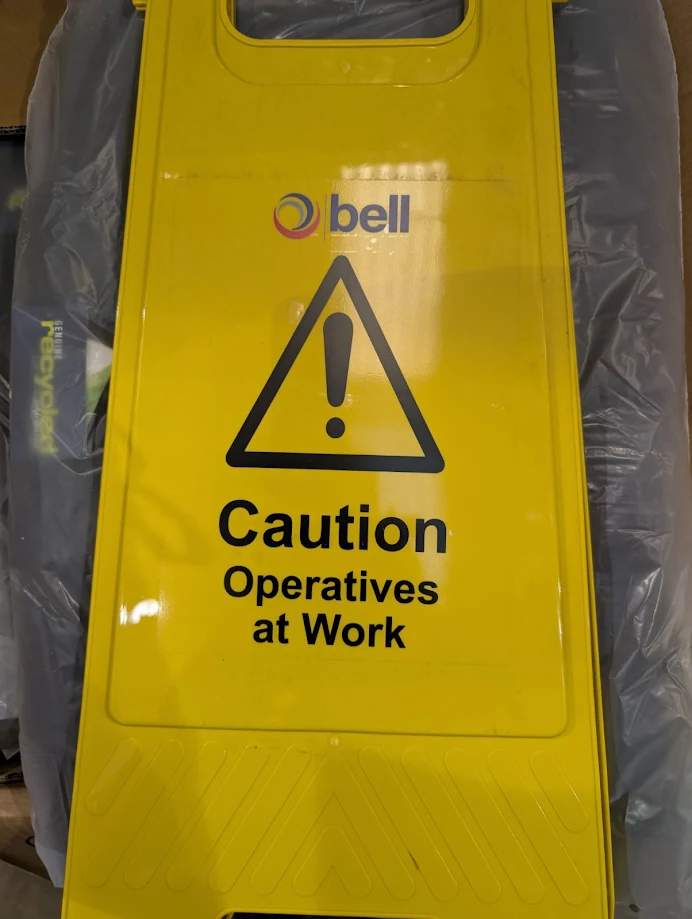 bell
Caution
Operatives
at Work
GENUINE
recycled